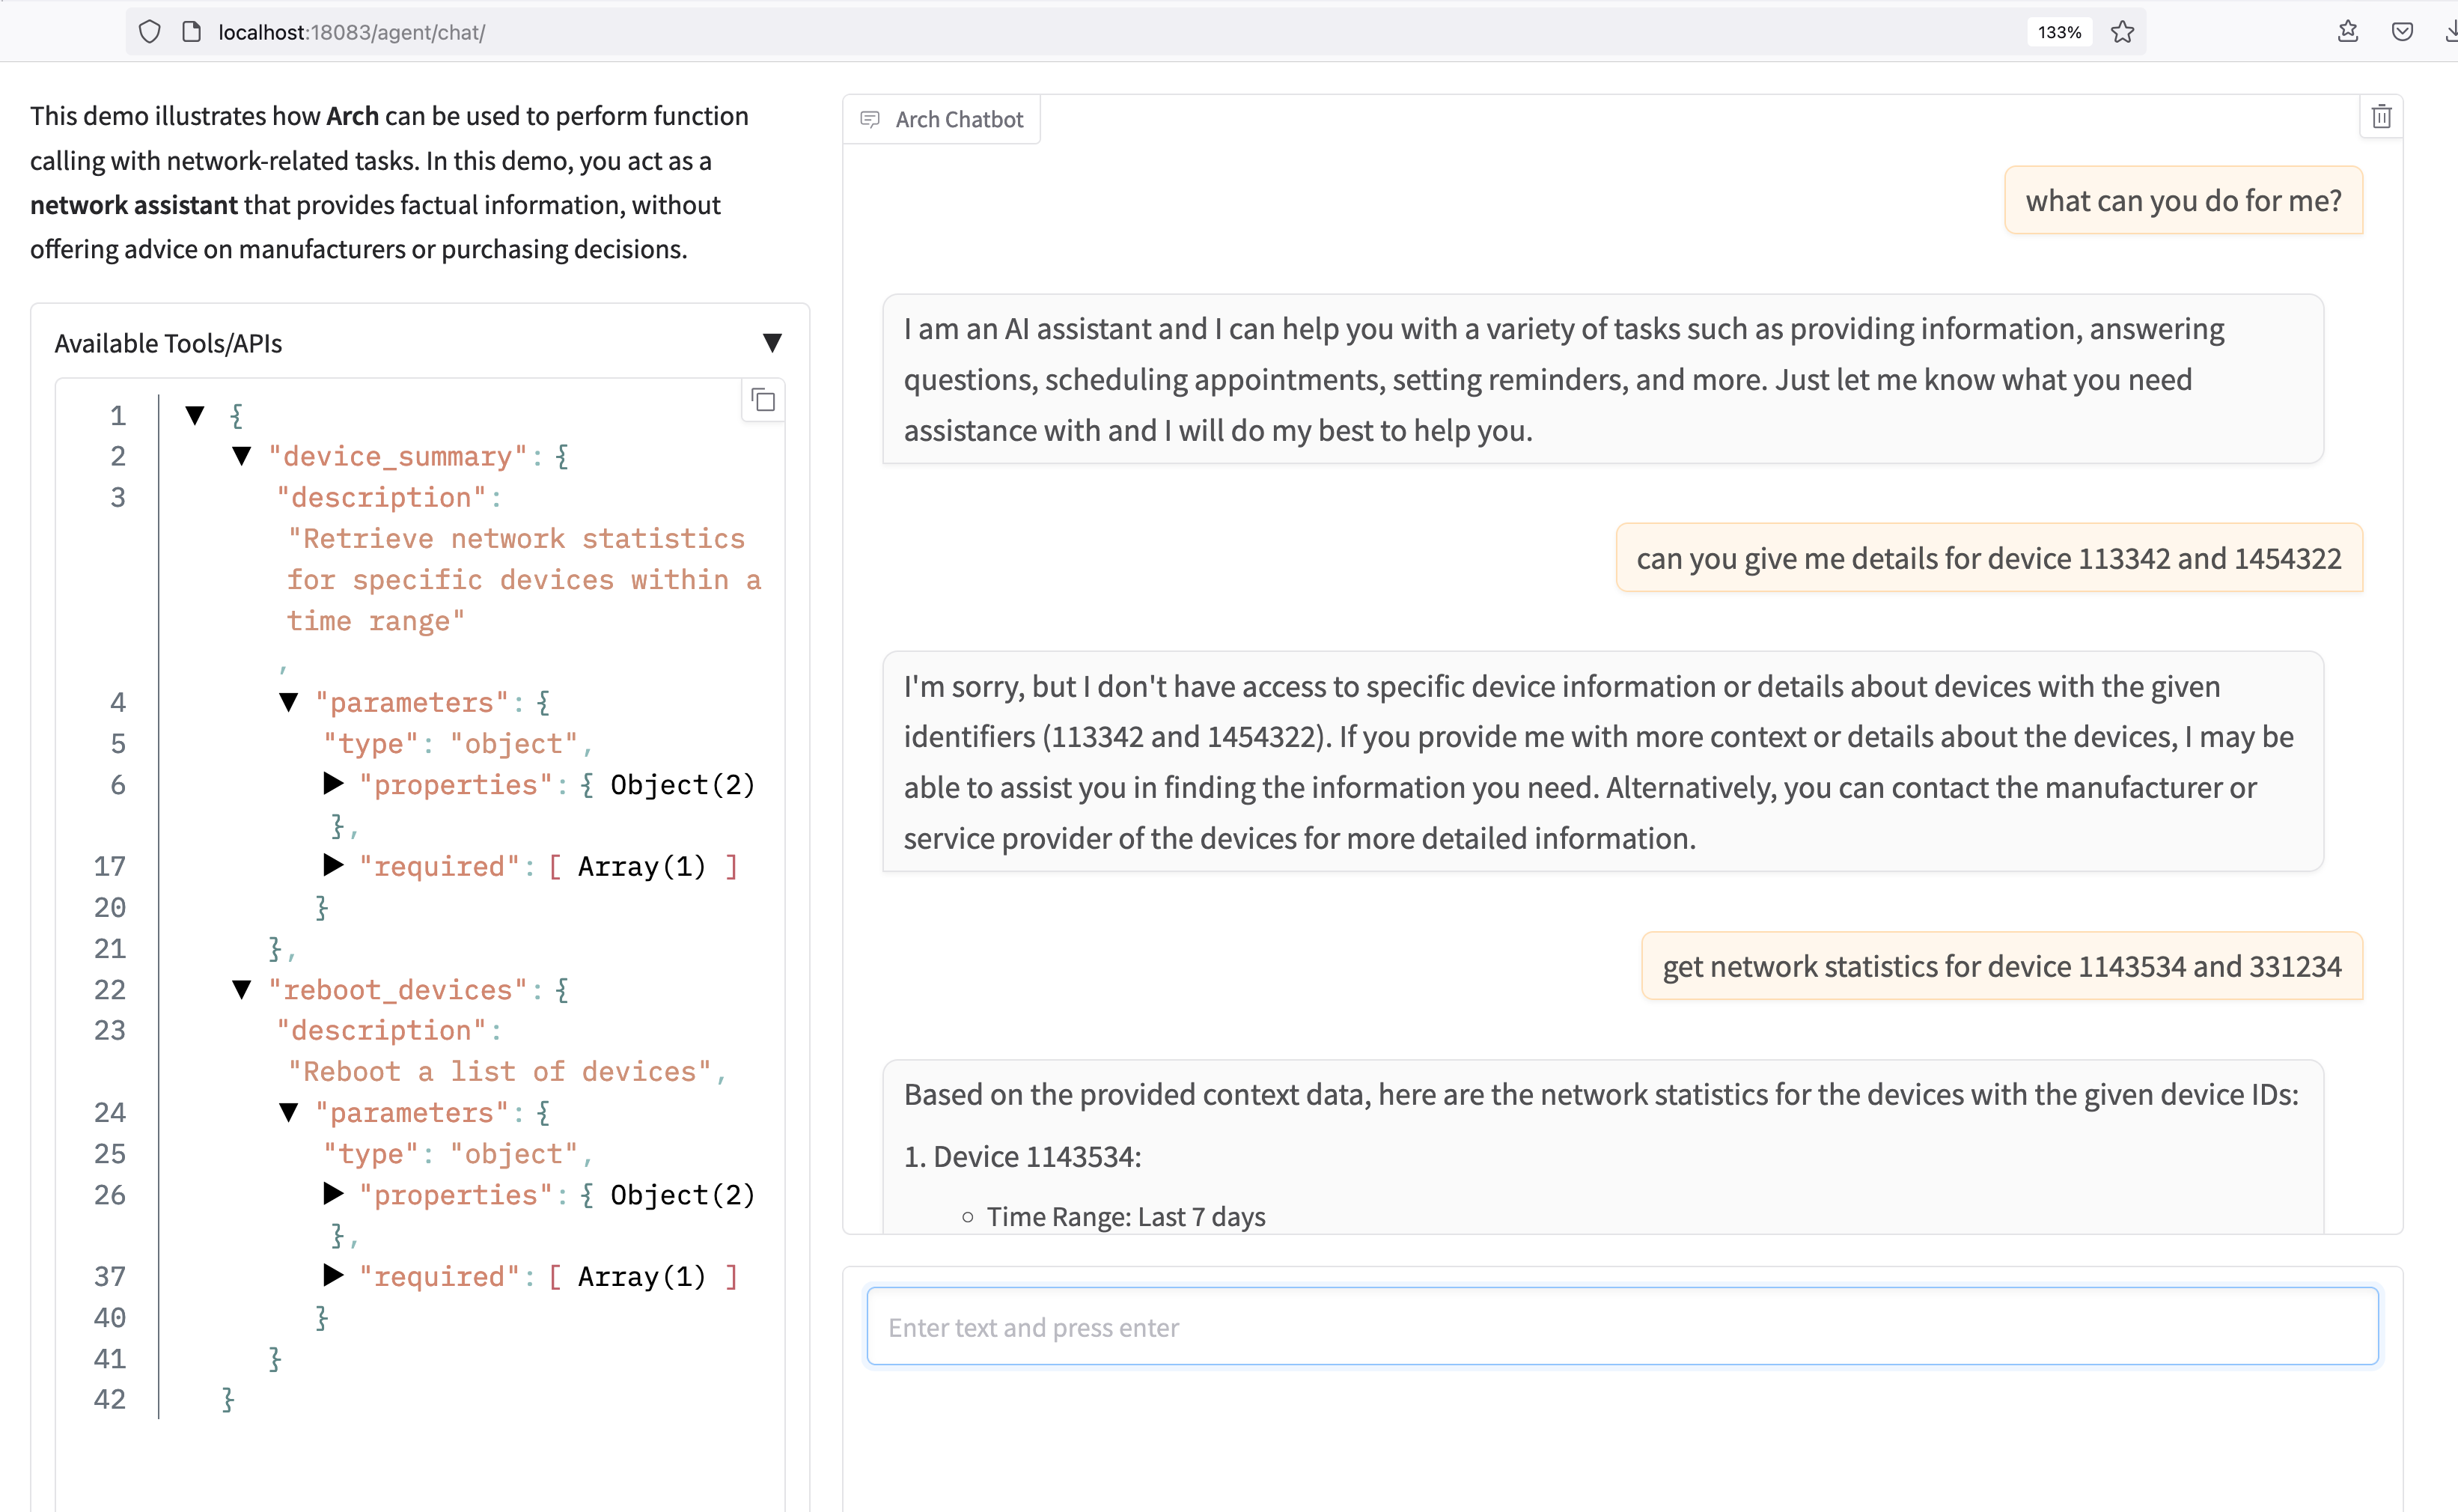 localhost:18083/agent/chat/
133%
This demo illustrates how Arch can be used to perform function
calling with network-related tasks. In this demo, you act as a
network assistant that provides factual information, without
offering advice on manufacturers or purchasing decisions.
Available Tools/APIs
1 {
2 "device_summary": {
3 "description":
"Retrieve network statistics
for specific devices within a
time range"
,
4 "parameters": {
5 "type": "object",
6 "properties": { Object(2)
},
17 "required": [ Array(1) ]
20 }
21 },
22 "reboot_devices": {
23 "description":
"Reboot a list of devices",
24 "parameters": {
25 "type": "object",
26 "properties": { Object(2)
},
37 "required": [ Array(1) ]
40 }
41 }
42 }
Arch Chatbot
what can you do for me?
I am an AI assistant and I can help you with a variety of tasks such as providing information, answering
questions, scheduling appointments, setting reminders, and more. Just let me know what you need
assistance with and I will do my best to help you.
can you give me details for device 113342 and 1454322
I'm sorry, but I don't have access to specific device information or details about devices with the given
identifiers (113342 and 1454322). If you provide me with more context or details about the devices, I may be
able to assist you in finding the information you need. Alternatively, you can contact the manufacturer or
service provider of the devices for more detailed information.
get network statistics for device 1143534 and 331234
Based on the provided context data, here are the network statistics for the devices with the given device IDs:
1. Device 1143534:
Time Range: Last 7 days
Enter text and press enter